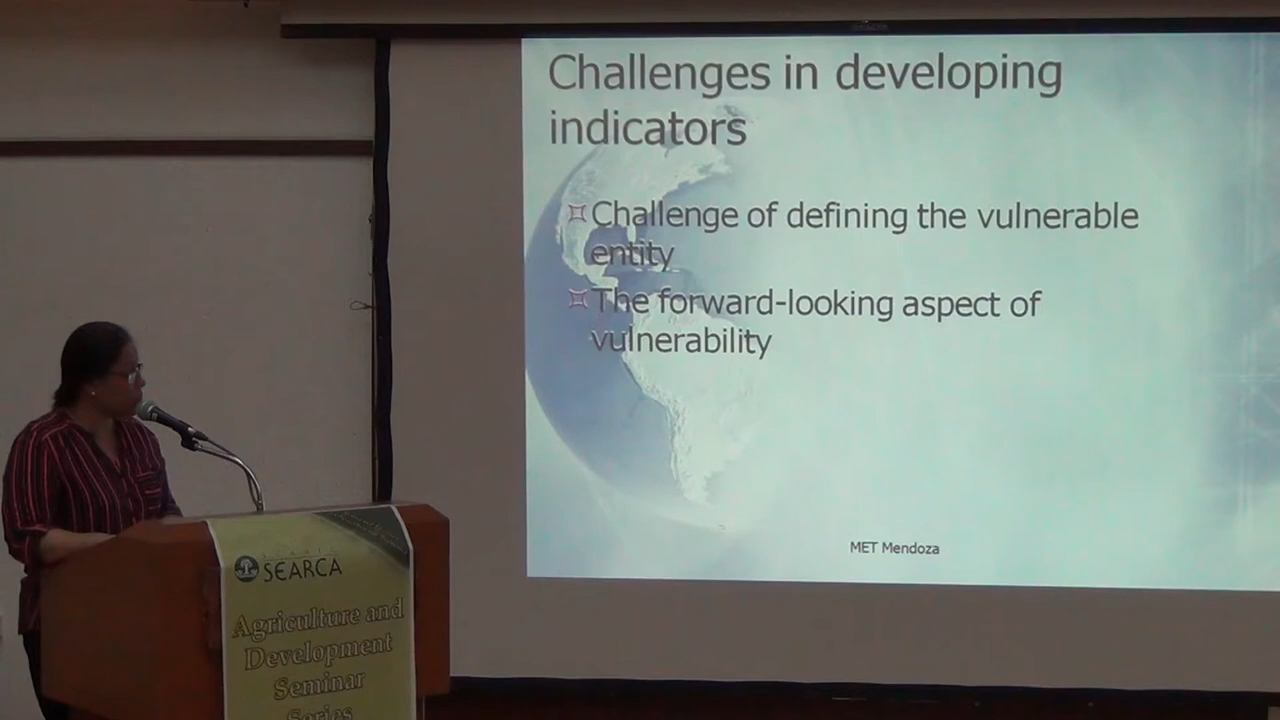 Challenges in developing
indicators
Challenge of defining the vulnerable
entity
The forward-looking aspect of
vulnerability
MET Mendoza
SEARCA
Agriculture and
Development
Seminar
Series